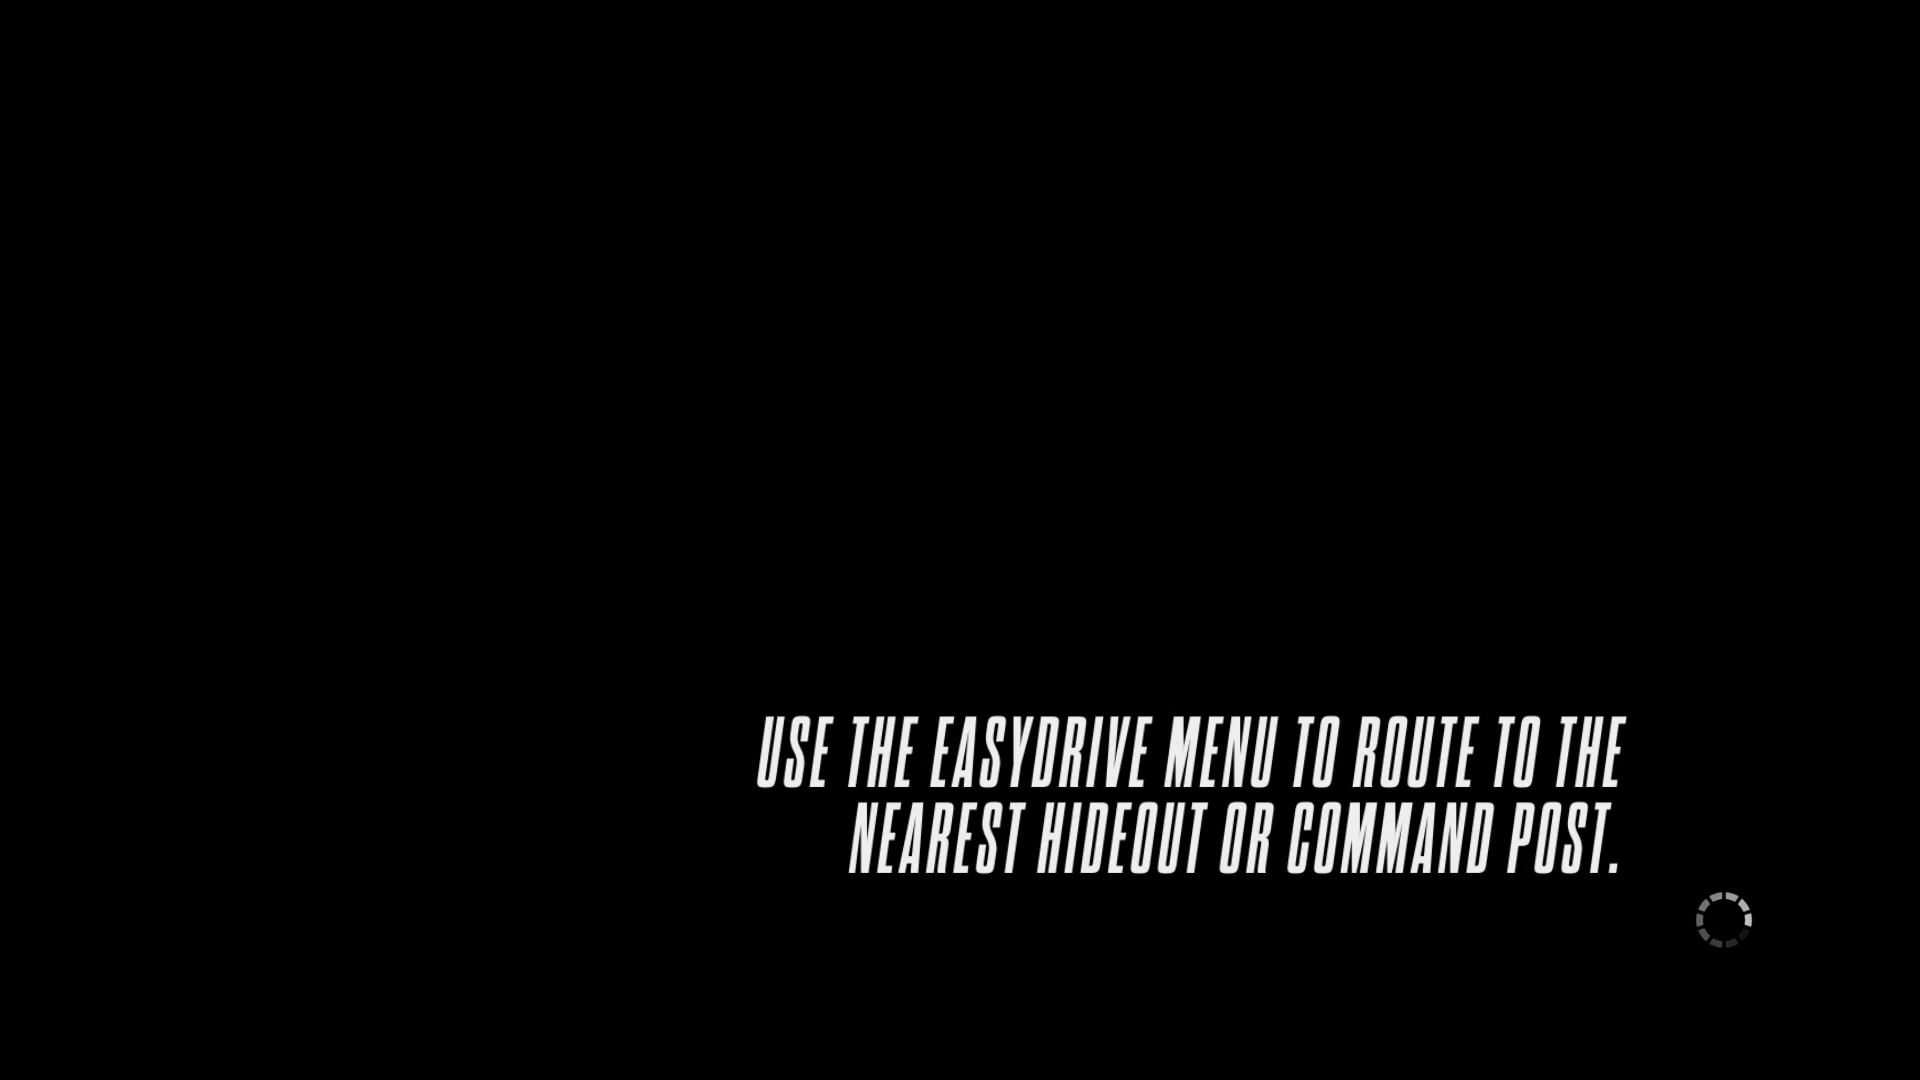 USE THE EASYDRIVE MENU TO ROUTE TO THE
NEAREST HIDEOUT OR COMMAND POST.